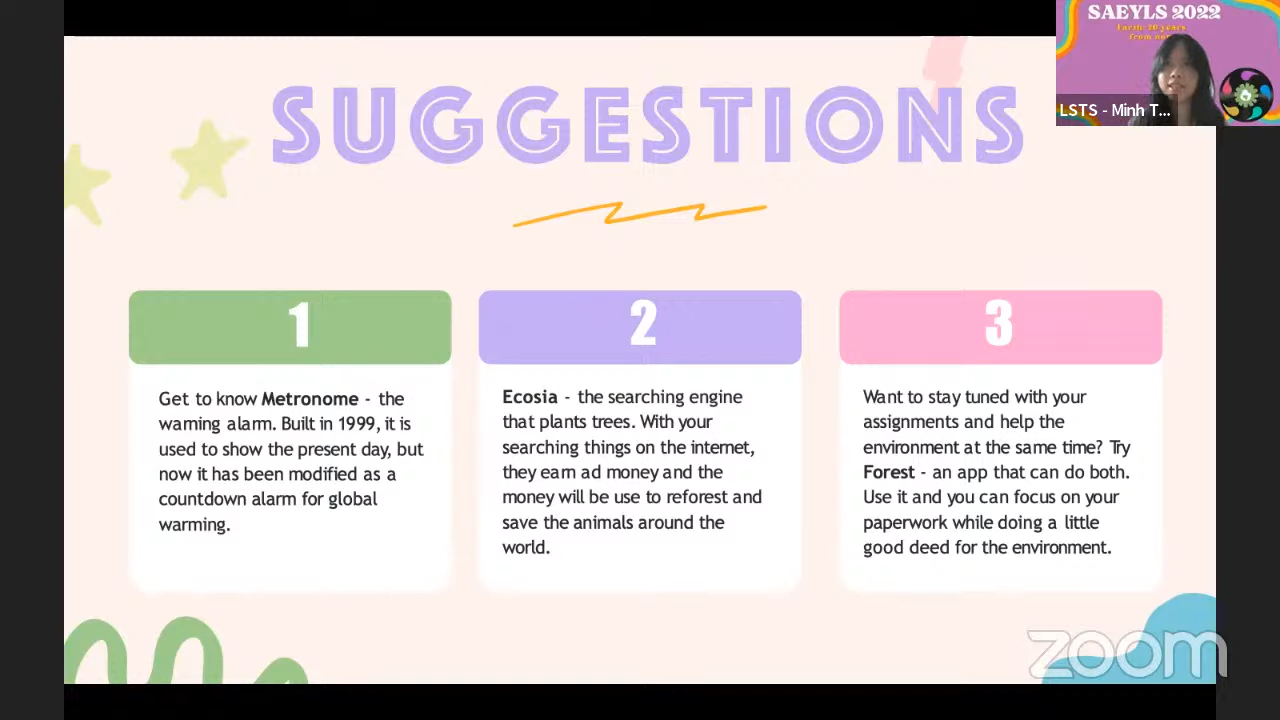 SAEYLS 2022
Earth: 20 years
from now
LSTS - Minh T...
SUGGESTIONS
1
Get to know Metronome - the
warning alarm. Built in 1999, it is
used to show the present day, but
now it has been modified as a
countdown alarm for global
warming.
2
Ecosia - the searching engine
that plants trees. With your
searching things on the internet,
they earn ad money and the
money will be use to reforest and
save the animals around the
world.
3
Want to stay tuned with your
assignments and help the
environment at the same time? Try
Forest - an app that can do both.
Use it and you can focus on your
paperwork while doing a little
good deed for the environment.
zoom